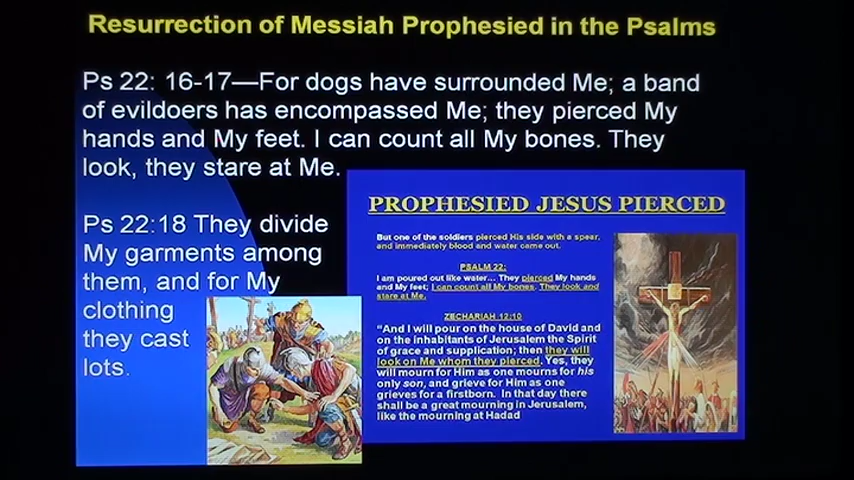 Resurrection of Messiah Prophesied in the Psalms
Ps 22: 16-17—For dogs have surrounded Me; a band
of evildoers has encompassed Me; they pierced My
hands and My feet. I can count all My bones. They
look, they stare at Me.
Ps 22:18 They divide
My garments among
them, and for My
clothing
they cast
lots.
PROPHESIED JESUS PIERCED
But one of the soldiers pierced His side with a spear,
and immediately blood and water came out.
PSALM 22:
I am poured out like water... They pierced My hands
and My feet; I can count all My bones. They look and
stare at Me.
ZECHARIAH 12:10
"And I will pour on the house of David and
on the inhabitants of Jerusalem the Spirit
of grace and supplication; then they will
look on Me whom they pierced. Yes, they
will mourn for Him as one mourns for his
only son, and grieve for Him as one
grieves for a firstborn. In that day there
shall be a great mourning in Jerusalem,
like the mourning at Hadad